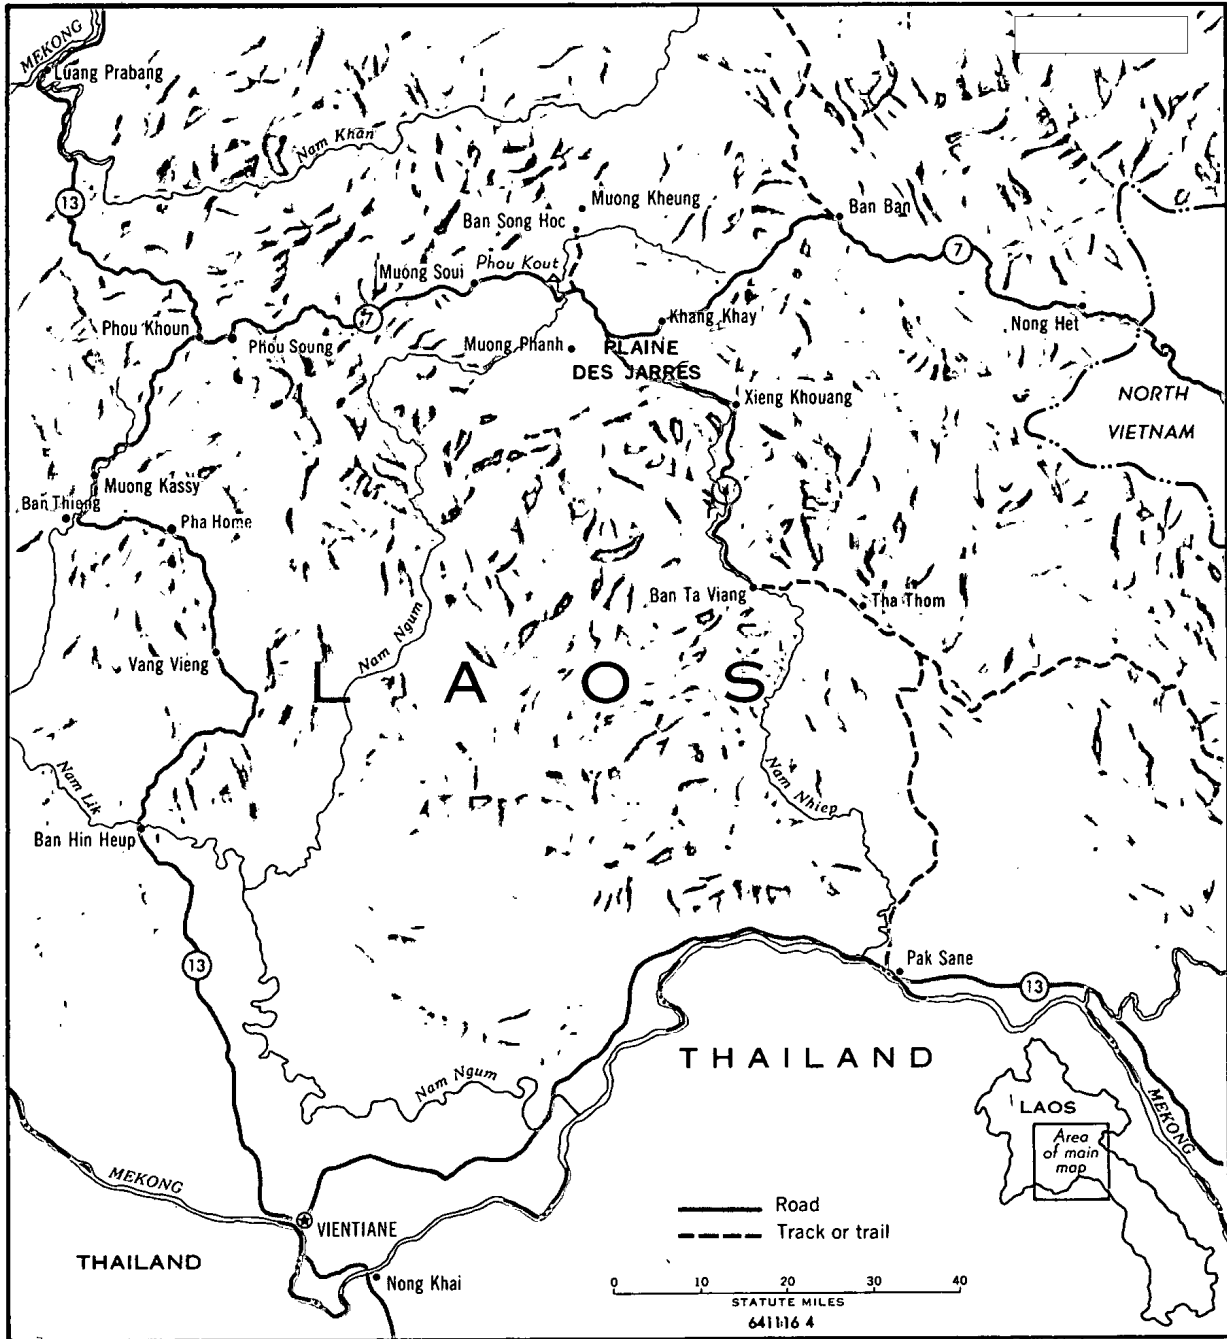 MEKONG
Luang Prabang
Nam Khan
13
Muong Kheung
Ban Song Hoc
Ban Ban
7
Muong Soui
Phou Kout
7
Phou Khoun
Phou Soung
Khang Khay
Nong Het
Muong Phanh
PLAINE
DES JARRES
Xieng Khouang
NORTH
VIETNAM
Muong Kassy
Ban Thieng
Pha Home
4
Ban Ta Viang
Tha Thom
Nam Ngum
Vang Vieng
LAOS
Nam Lik
Nam Nhiep
Ban Hin Heup
13
Pak Sane
13
THAILAND
Nam Ngum
MEKONG
LAOS
Area
of main
map
MEKONG
VIENTIANE
THAILAND
Nong Khai
Road
Track or trail
0 10 20 30 40
STATUTE MILES
641116 4